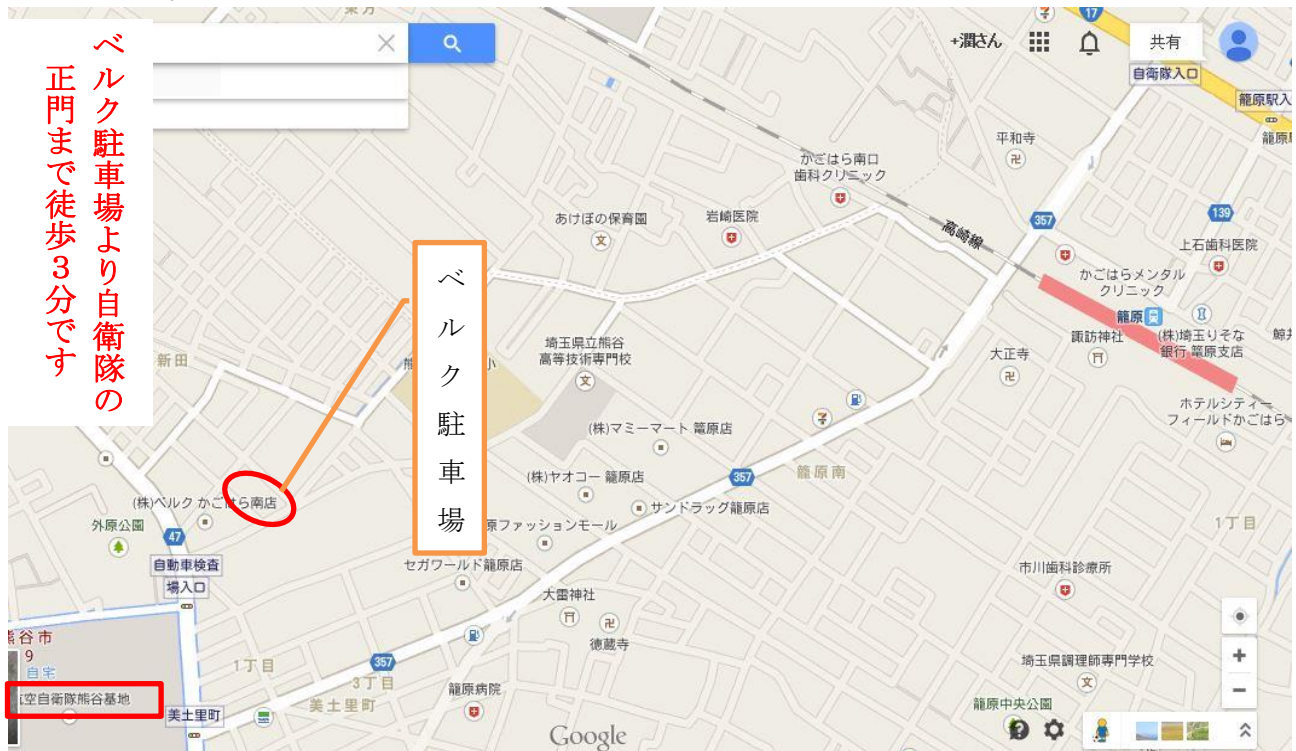 ベルク駐車場より自衛隊の
正門まで徒歩3分です
東方
+潤さん
共有
17
自衛隊入口
籠原駅入
籠原
平和寺
かごはら南口
歯科クリニック
あけぼの保育園
岩崎医院
高崎線
357
139
上石歯科医院
かごはらメンタル
クリニック
籠原
諏訪神社
(株)埼玉りそな
銀行 篭原支店
鯨井
大正寺
ホテルシティー
フィールドかごはら
ベルク駐車場
埼玉県立熊谷
高等技術専門校
新田
熊
小
(株)マミーマート 篭原店
(株)ヤオコー 籠原店
357
籠原南
サンドラッグ籠原店
(株)ベルク かごはら南店
外原公園
47
原ファッションモール
1丁目
自動車検査
場入口
セガワールド籠原店
市川歯科診療所
大雷神社
徳蔵寺
熊谷市
9
自宅
1丁目
357
3丁目
美土里町
籠原病院
埼玉県調理師専門学校
空自衛隊熊谷基地
美土里町
籠原中央公園
Google